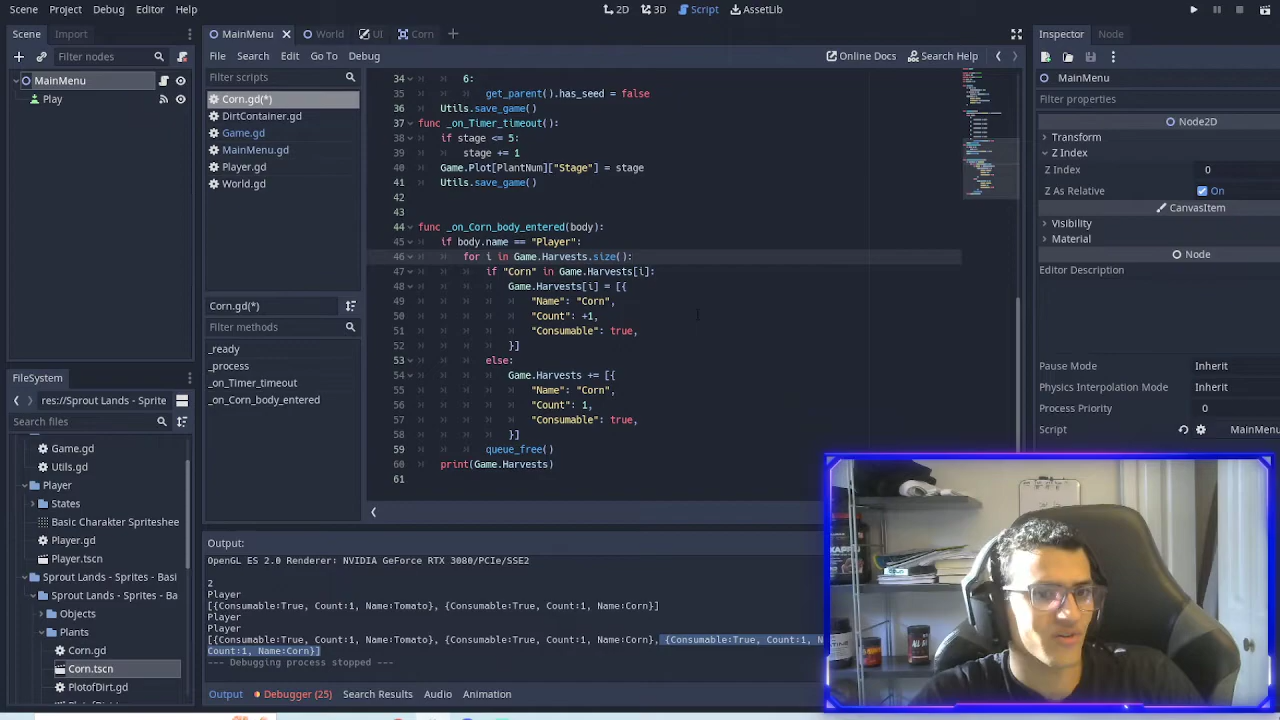 Scene Project Debug Editor Help
2D 3D Script AssetLib
Scene Import
MainMenu World UI Corn
Inspector Node
Filter nodes
File Search Edit Go To Debug
Online Docs Search Help
MainMenu
Play
Filter scripts
Corn.gd(*)
DirtContainer.gd
Game.gd
MainMenu.gd
Player.gd
World.gd
Corn.gd(*)
Filter methods
_ready
_process
_on_Timer_timeout
_on_Corn_body_entered
34 6:
35 get_parent().has_seed = false
36 Utils.save_game()
37 func _on_Timer_timeout():
38 if stage <= 5:
39 stage += 1
40 Game.Plot[PlantNum]["Stage"] = stage
41 Utils.save_game()
42
43
44 func _on_Corn_body_entered(body):
45 if body.name == "Player":
46 for i in Game.Harvests.size():
47 if "Corn" in Game.Harvests[i]:
48 Game.Harvests[i] = [{
49 "Name": "Corn",
50 "Count": +1,
51 "Consumable": true,
52 }]
53 else:
54 Game.Harvests += [{
55 "Name": "Corn",
56 "Count": 1,
57 "Consumable": true,
58 }]
59 queue_free()
60 print(Game.Harvests)
61
MainMenu
Filter properties
Node2D
Transform
Z Index
Z Index 0
Z As Relative On
CanvasItem
Visibility
Material
Node
Editor Description
Pause Mode Inherit
Physics Interpolation Mode Inherit
Process Priority 0
Script MainMenu
FileSystem
res://Sprout Lands - Sprite
Search files
Game.gd
Utils.gd
Player
States
Basic Charakter Spriteshee
Player.gd
Player.tscn
Sprout Lands - Sprites - Basi
Sprout Lands - Sprites - Ba
Objects
Plants
Corn.gd
Corn.tscn
PlotofDirt.gd
Output:
OpenGL ES 2.0 Renderer: NVIDIA GeForce RTX 3080/PCIe/SSE2
2
Player
[{Consumable:True, Count:1, Name:Tomato}, {Consumable:True, Count:1, Name:Corn}]
Player
Player
[{Consumable:True, Count:1, Name:Tomato}, {Consumable:True, Count:1, Name:Corn}, {Consumable:True, Count:1, N
Count:1, Name:Corn}]
--- Debugging process stopped ---
Output Debugger (25) Search Results Audio Animation